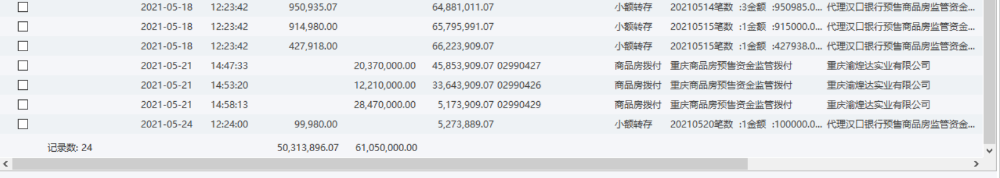 2021-05-18 12:23:42 950,935.07 64,881,011.07 小额转存 20210514笔数 :3金额 :950985.0... 代理汉口银行预售商品房监管资金...
2021-05-18 12:23:42 914,980.00 65,795,991.07 小额转存 20210515笔数 :1金额 :915000.0... 代理汉口银行预售商品房监管资金...
2021-05-18 12:23:42 427,918.00 66,223,909.07 小额转存 20210515笔数 :1金额 :427938.0... 代理汉口银行预售商品房监管资金...
2021-05-21 14:47:33 20,370,000.00 45,853,909.07 02990427 商品房拨付 重庆商品房预售资金监管拨付 重庆渝煌达实业有限公司
2021-05-21 14:53:20 12,210,000.00 33,643,909.07 02990426 商品房拨付 重庆商品房预售资金监管拨付 重庆渝煌达实业有限公司
2021-05-21 14:58:13 28,470,000.00 5,173,909.07 02990429 商品房拨付 重庆商品房预售资金监管拨付 重庆渝煌达实业有限公司
2021-05-24 12:24:00 99,980.00 5,273,889.07 小额转存 20210520笔数 :1金额 :100000.0... 代理汉口银行预售商品房监管资金...
记录数: 24 50,313,896.07 61,050,000.00